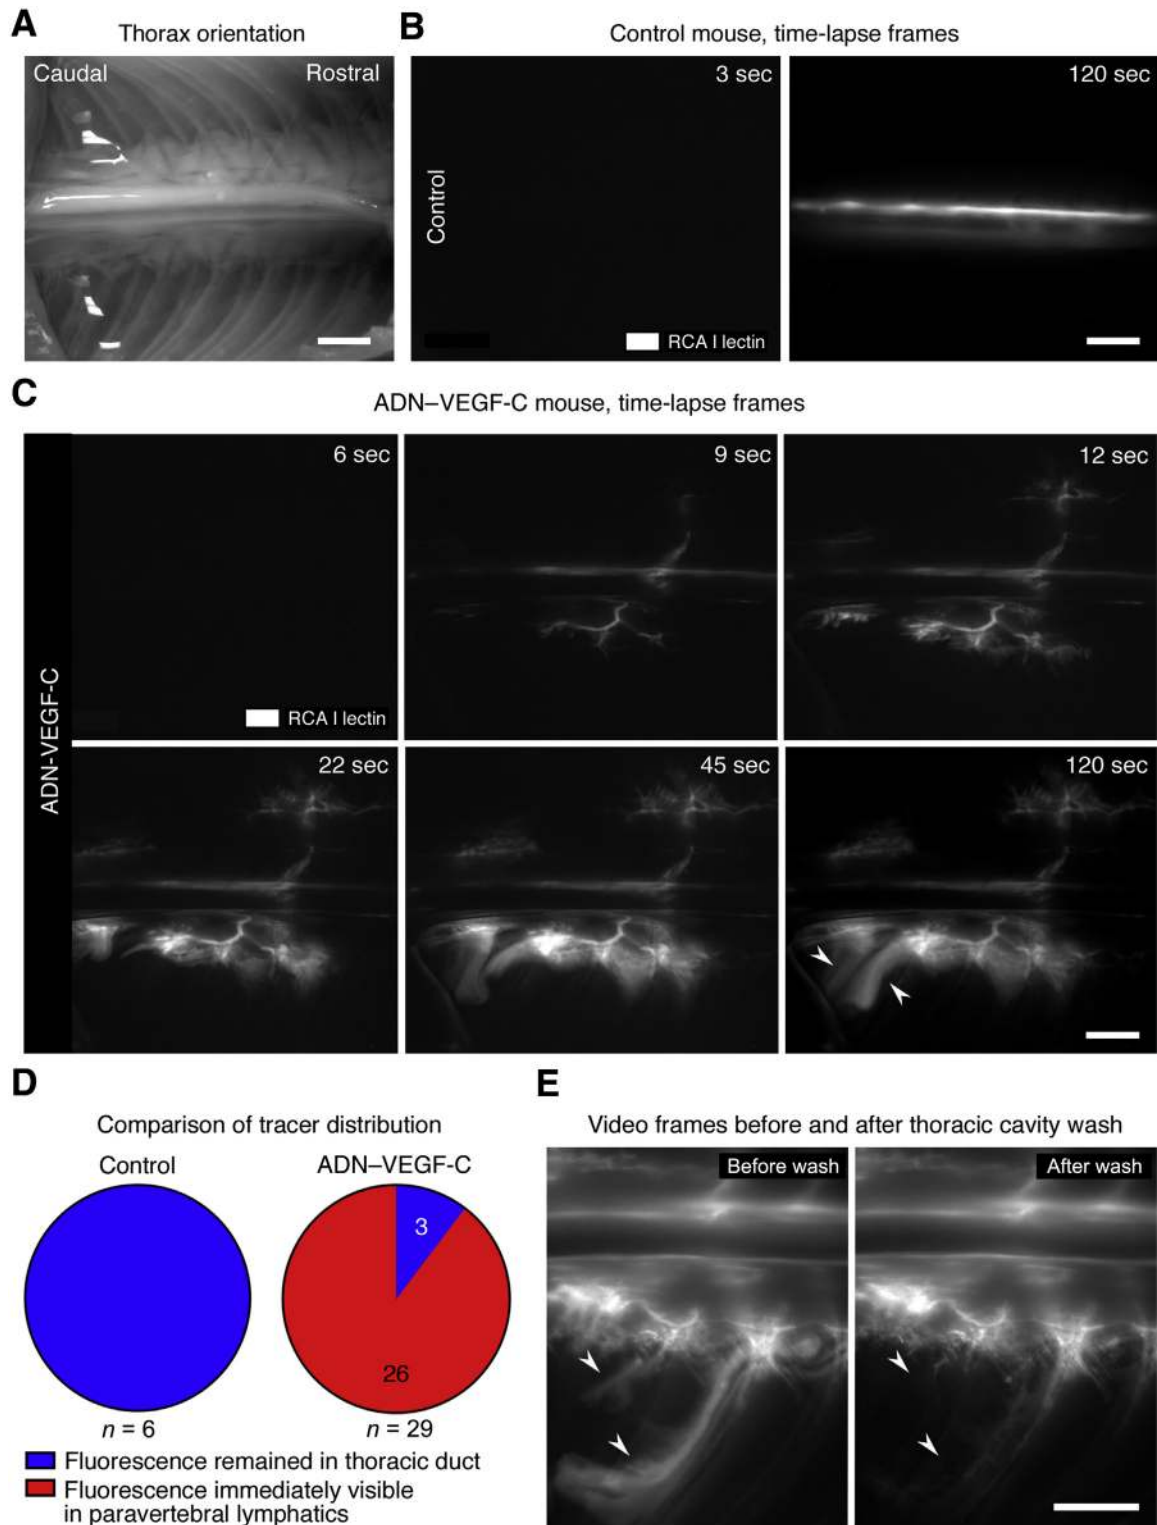 A
Thorax orientation
Caudal
Rostral
B
Control mouse, time-lapse frames
3 sec
120 sec
Control
RCA I lectin
C
ADN–VEGF-C mouse, time-lapse frames
ADN-VEGF-C
6 sec
9 sec
12 sec
RCA I lectin
22 sec
45 sec
120 sec
D
Comparison of tracer distribution
Control
ADN–VEGF-C
3
26
n = 6
n = 29
Fluorescence remained in thoracic duct
Fluorescence immediately visible
in paravertebral lymphatics
E
Video frames before and after thoracic cavity wash
Before wash
After wash